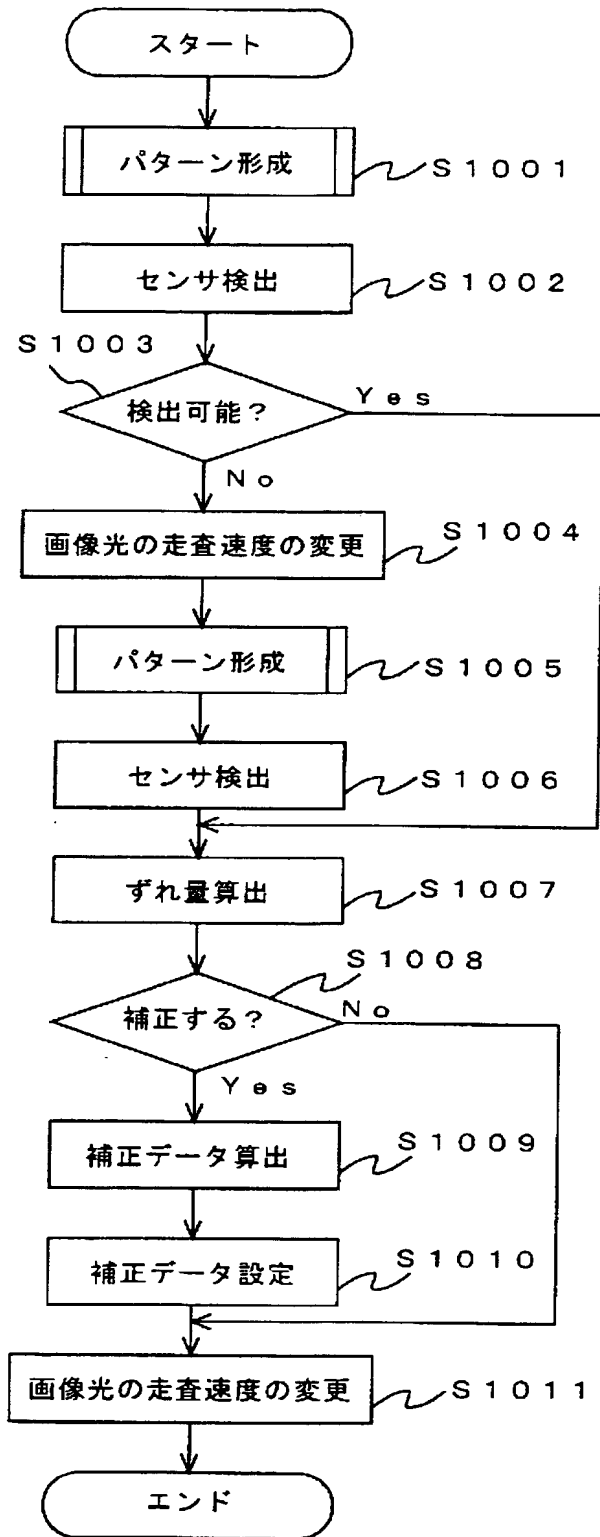 スタート
パターン形成
S1001
センサ検出
S1002
S1003
検出可能?
Yes
No
画像光の走査速度の変更
S1004
パターン形成
S1005
センサ検出
S1006
ずれ量算出
S1007
S1008
補正する?
No
Yes
補正データ算出
S1009
補正データ設定
S1010
画像光の走査速度の変更
S1011
エンド